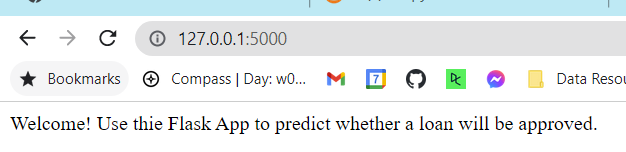 127.0.0.1:5000
Bookmarks Compass | Day: w0... 7 Data Resou
Welcome! Use thie Flask App to predict whether a loan will be approved.